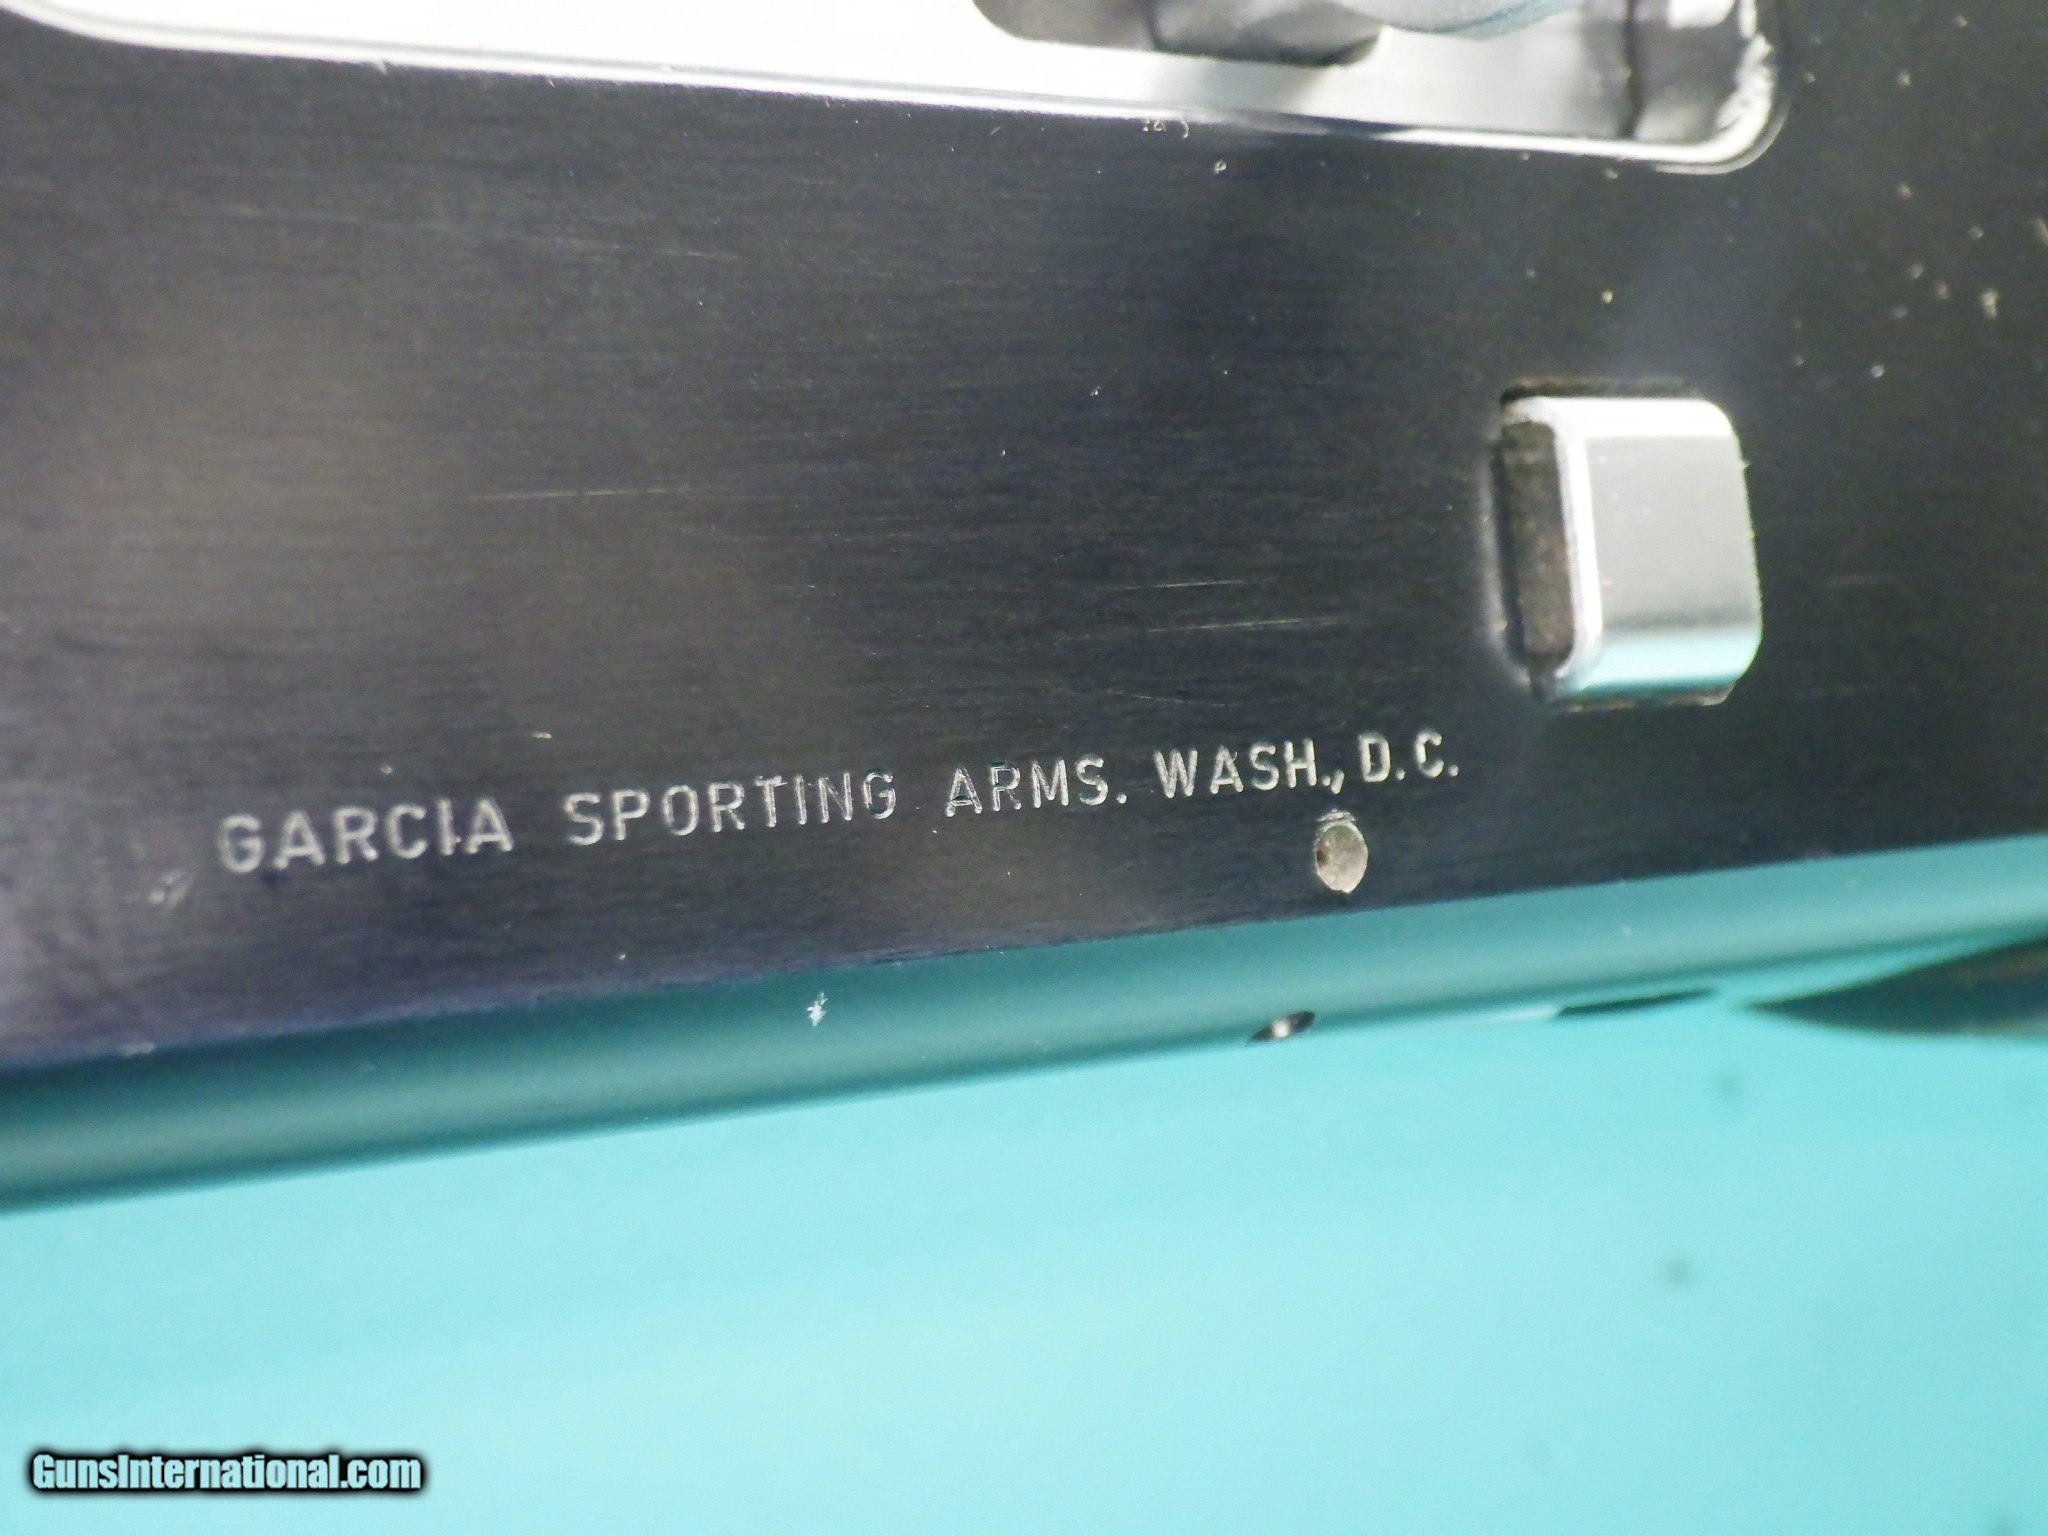 GARCIA SPORTING ARMS. WASH., D.C.
GunsInternational.com